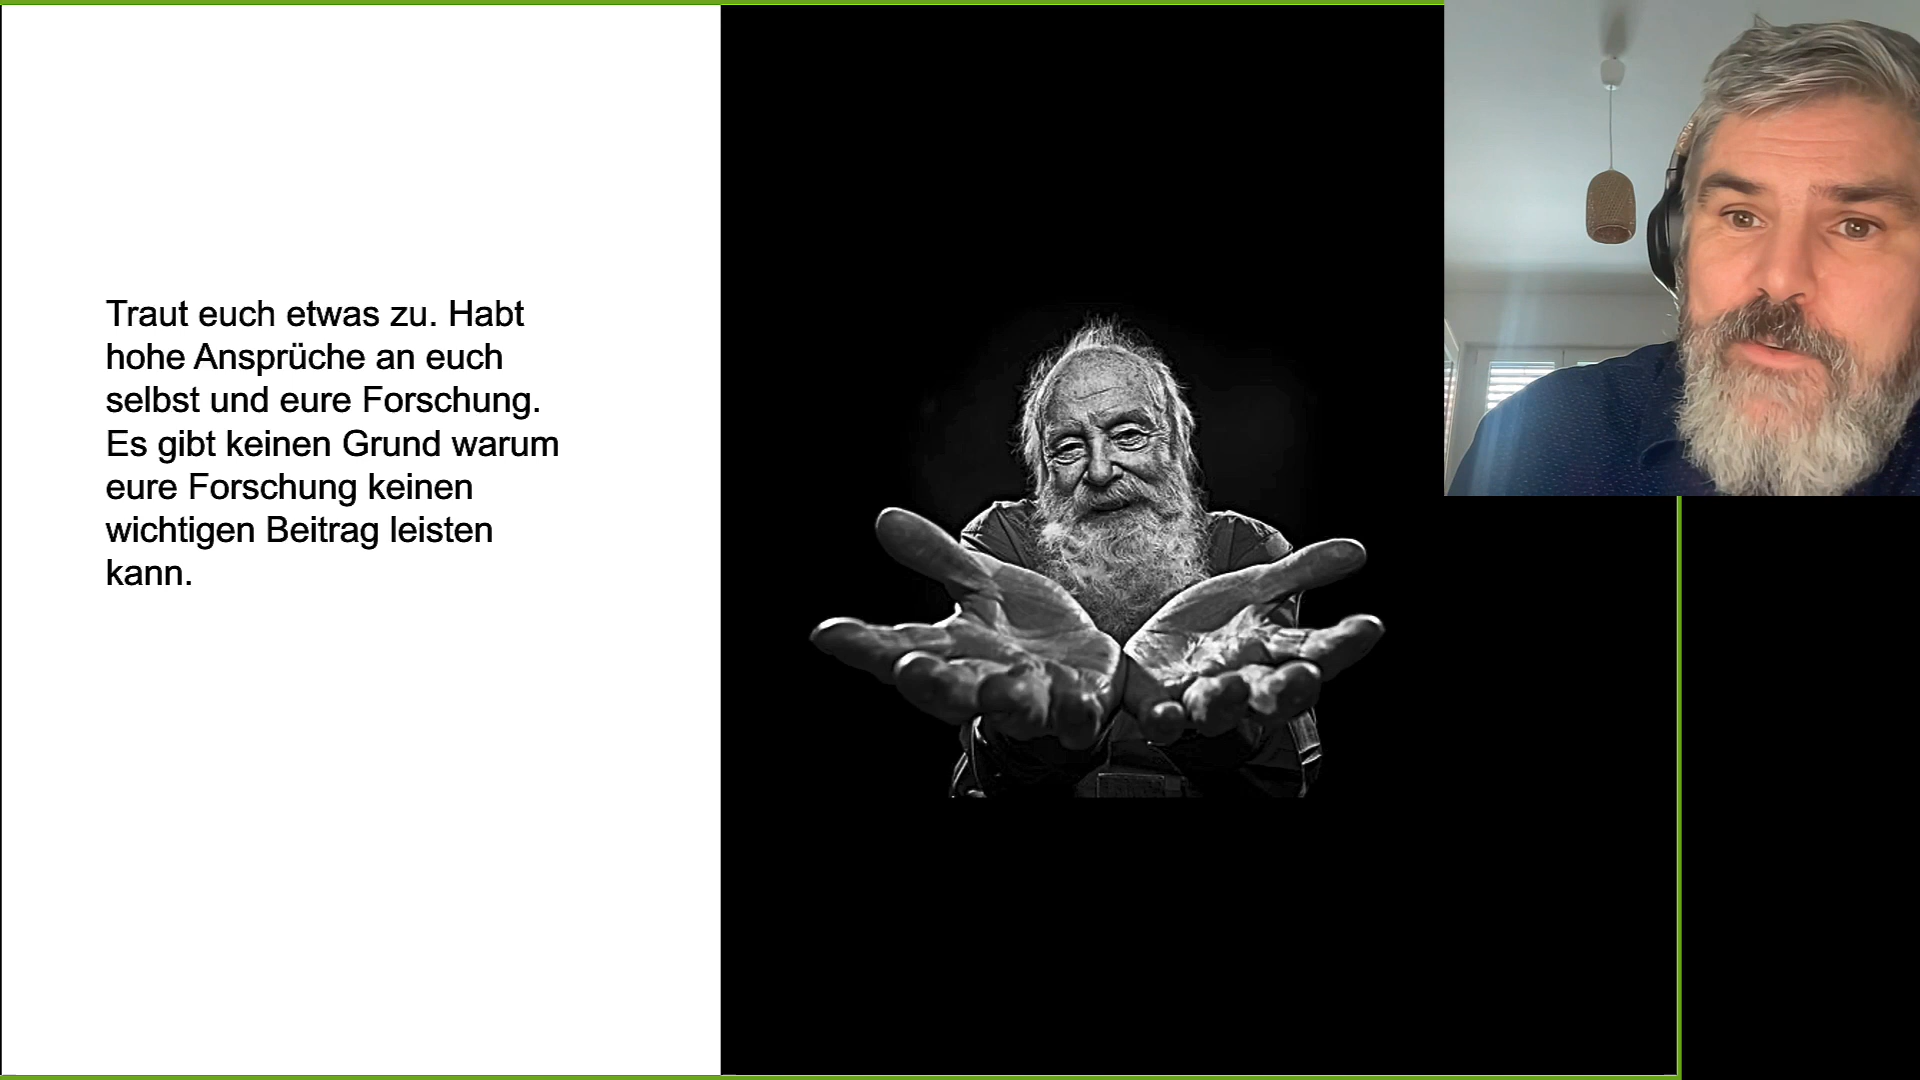 Traut euch etwas zu. Habt
hohe Ansprüche an euch
selbst und eure Forschung.
Es gibt keinen Grund warum
eure Forschung keinen
wichtigen Beitrag leisten
kann.